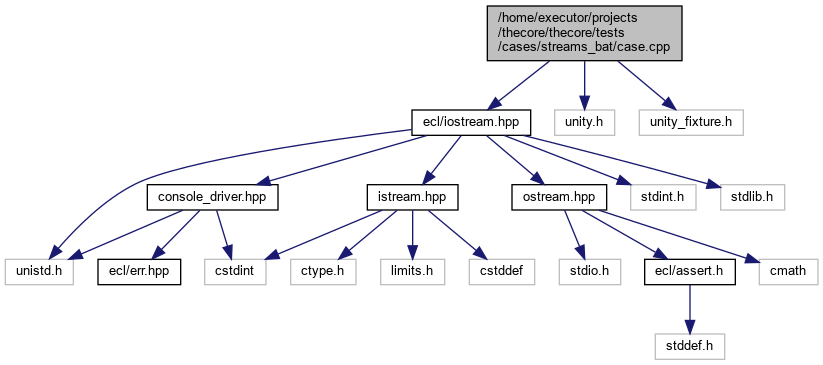 /home/executor/projects
/thecore/thecore/tests
/cases/streams_bat/case.cpp
ecl/iostream.hpp
unity.h
unity_fixture.h
console_driver.hpp
istream.hpp
ostream.hpp
stdint.h
stdlib.h
unistd.h
ecl/err.hpp
cstdint
ctype.h
limits.h
cstddef
stdio.h
ecl/assert.h
cmath
stddef.h